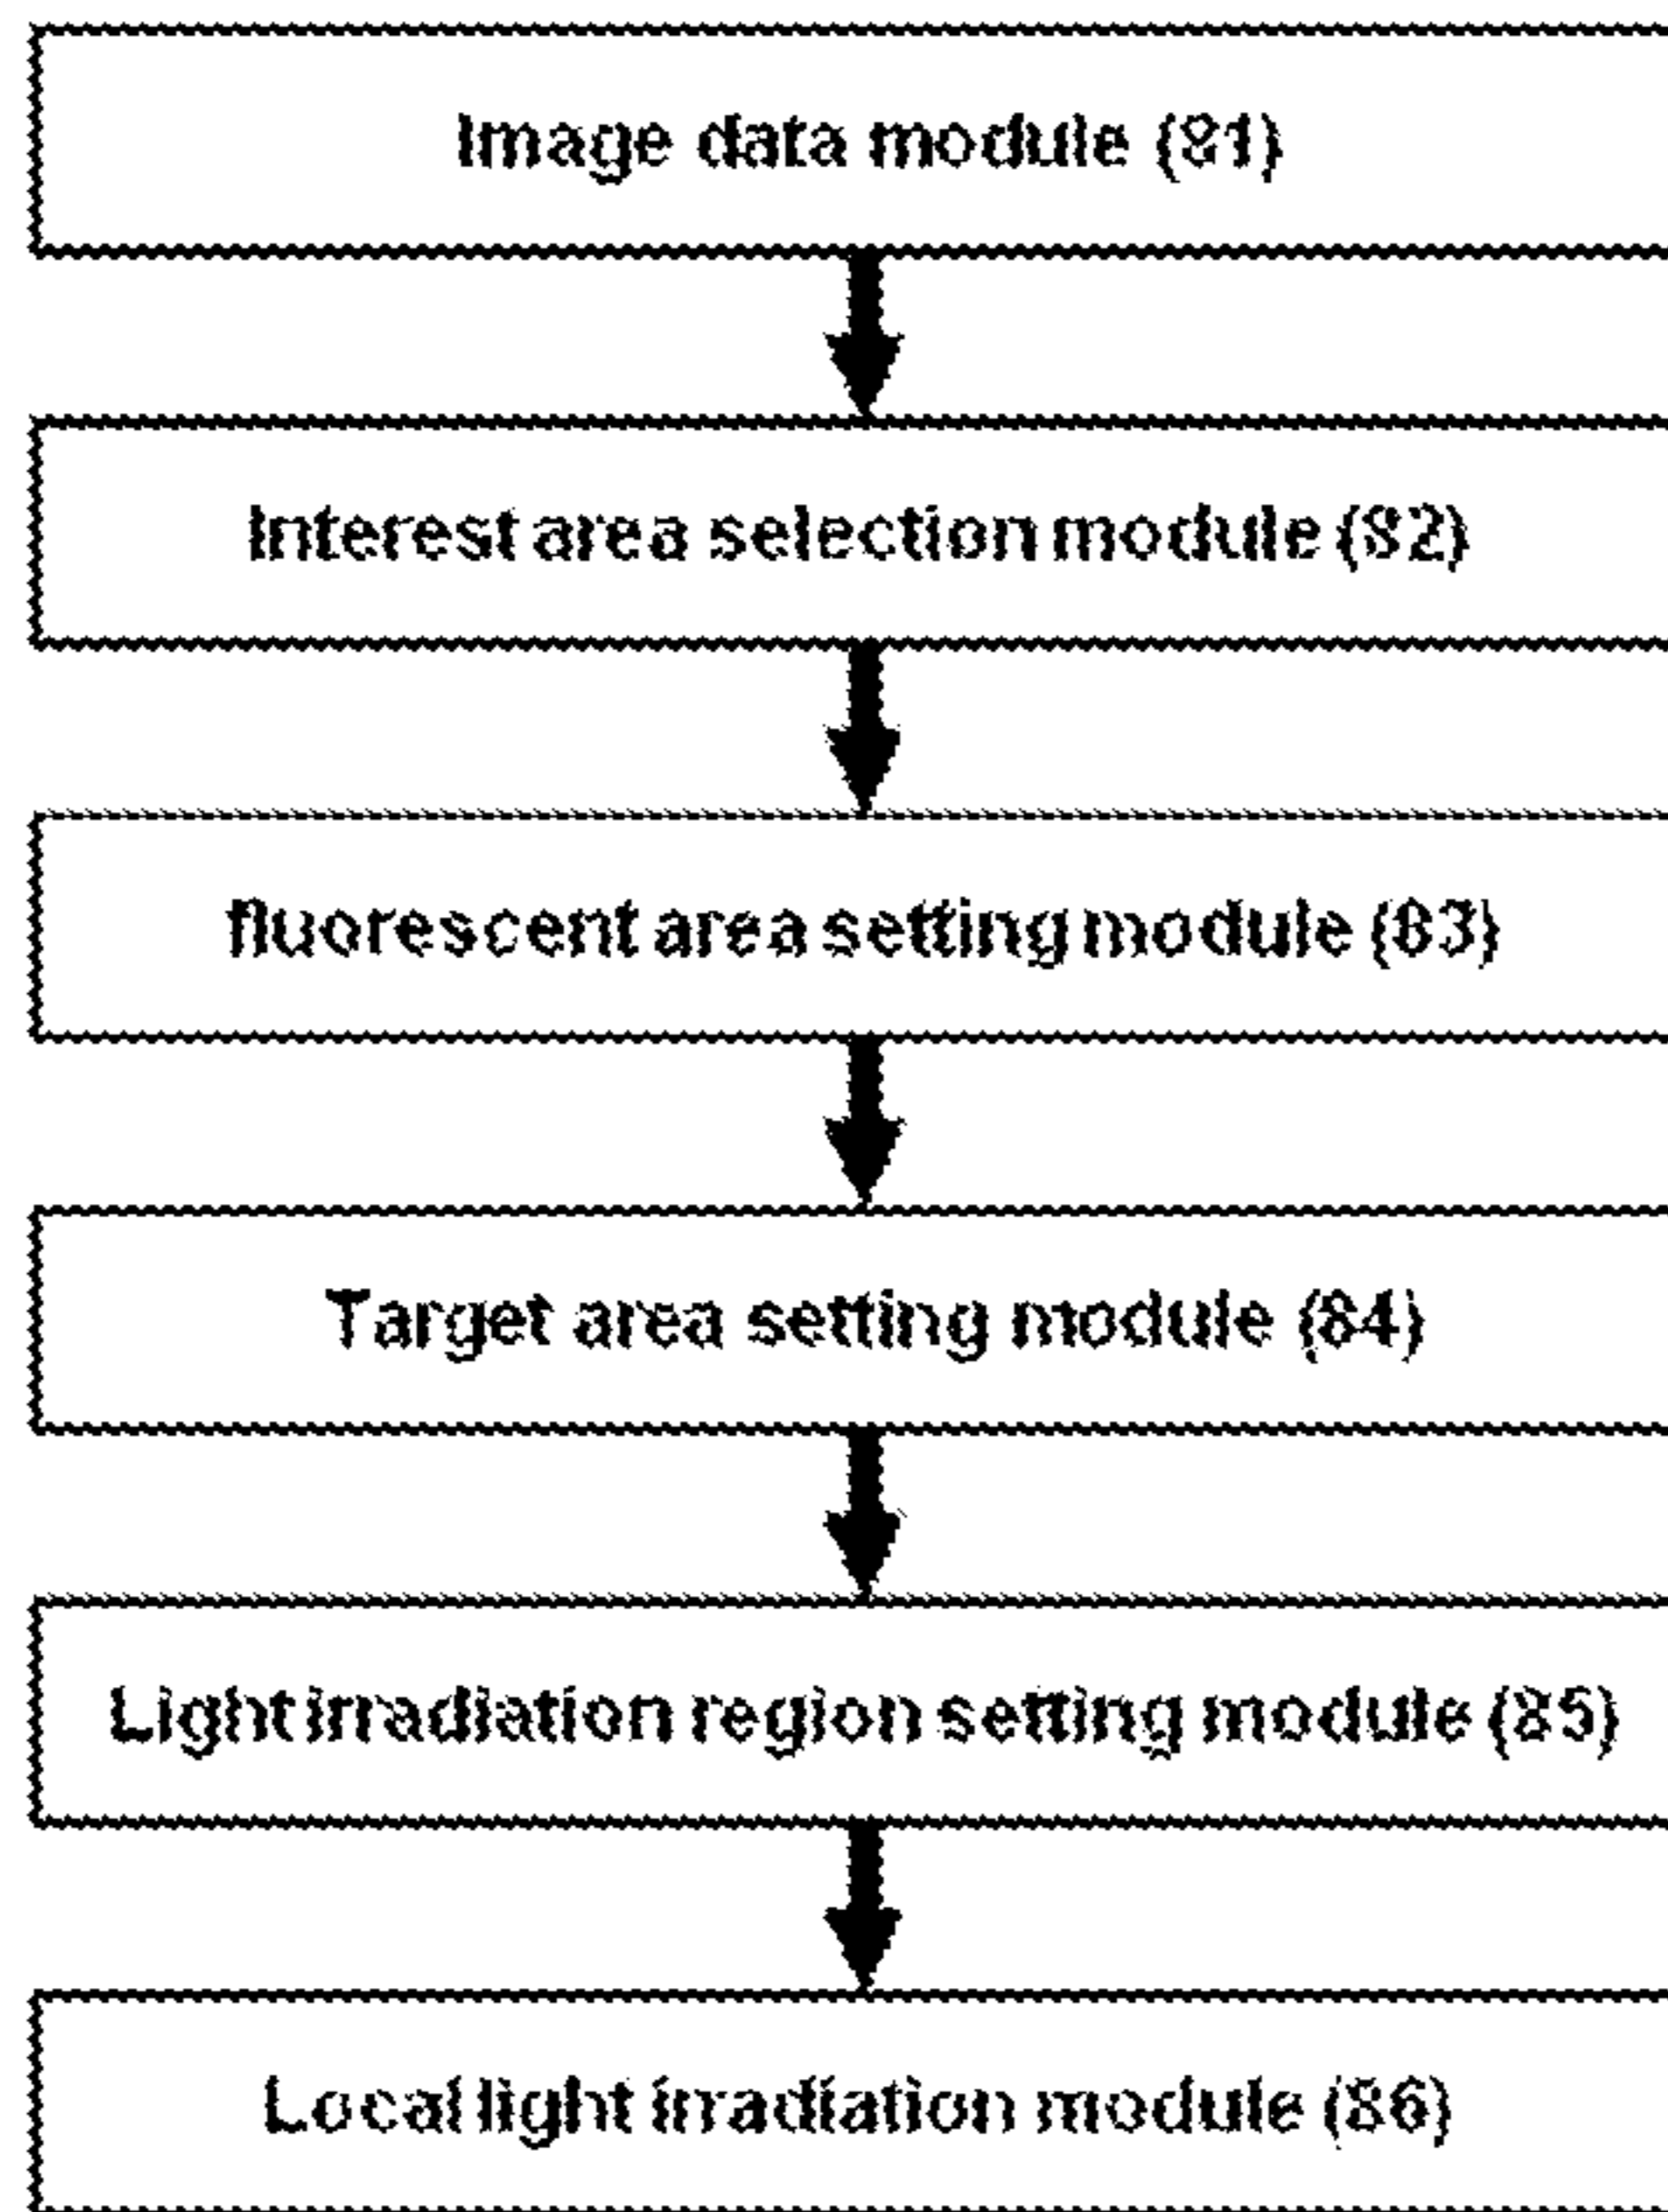 Image data module (81)
Interest area selection module (82)
fluorescent area setting module (83)
Target area setting module (84)
Light irradiation region setting module (85)
Local light irradiation module (86)